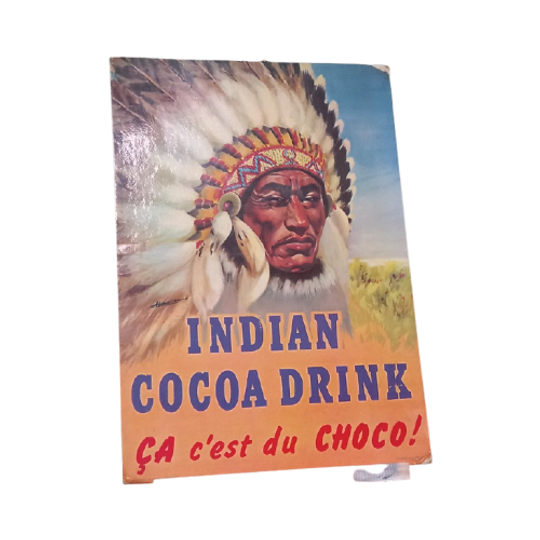 INDIAN
COCOA DRINK
ÇA c'est du CHOCO!